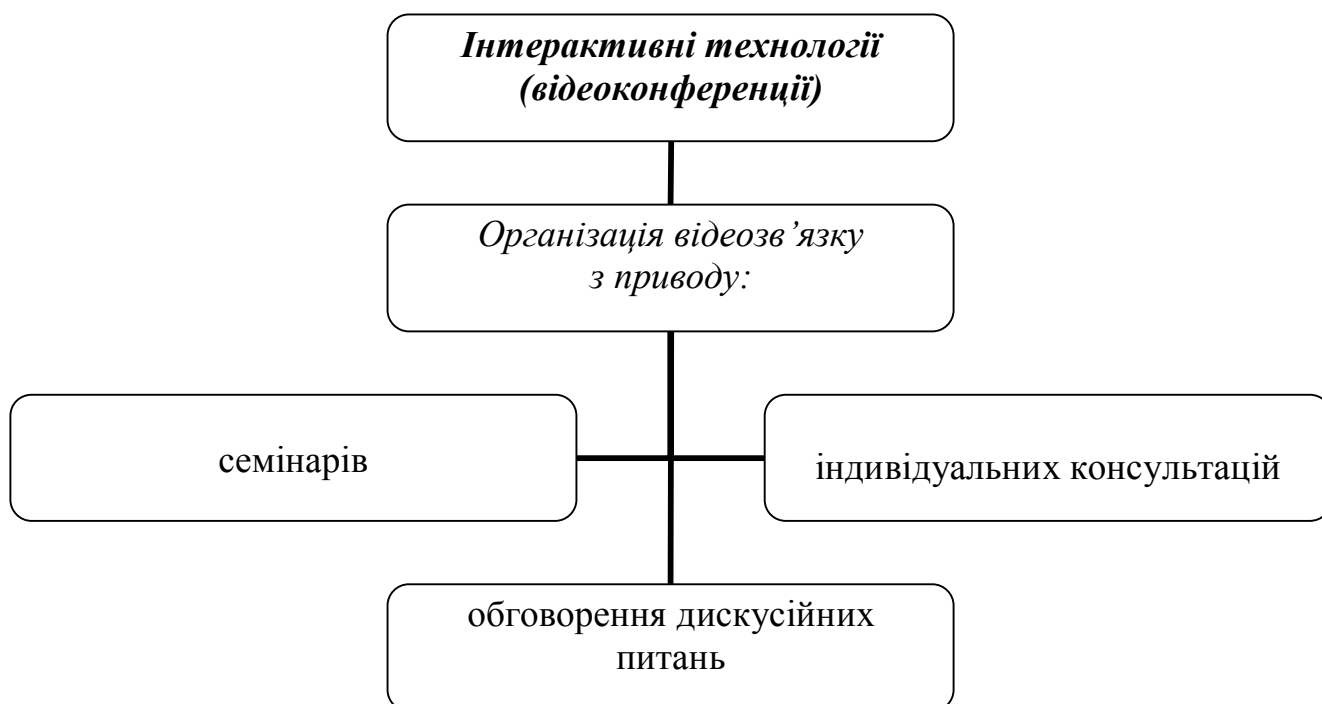 Інтерактивні технології
(відеоконференції)
Організація відеозв’язку
з приводу:
семінарів
індивідуальних консультацій
обговорення дискусійних
питань